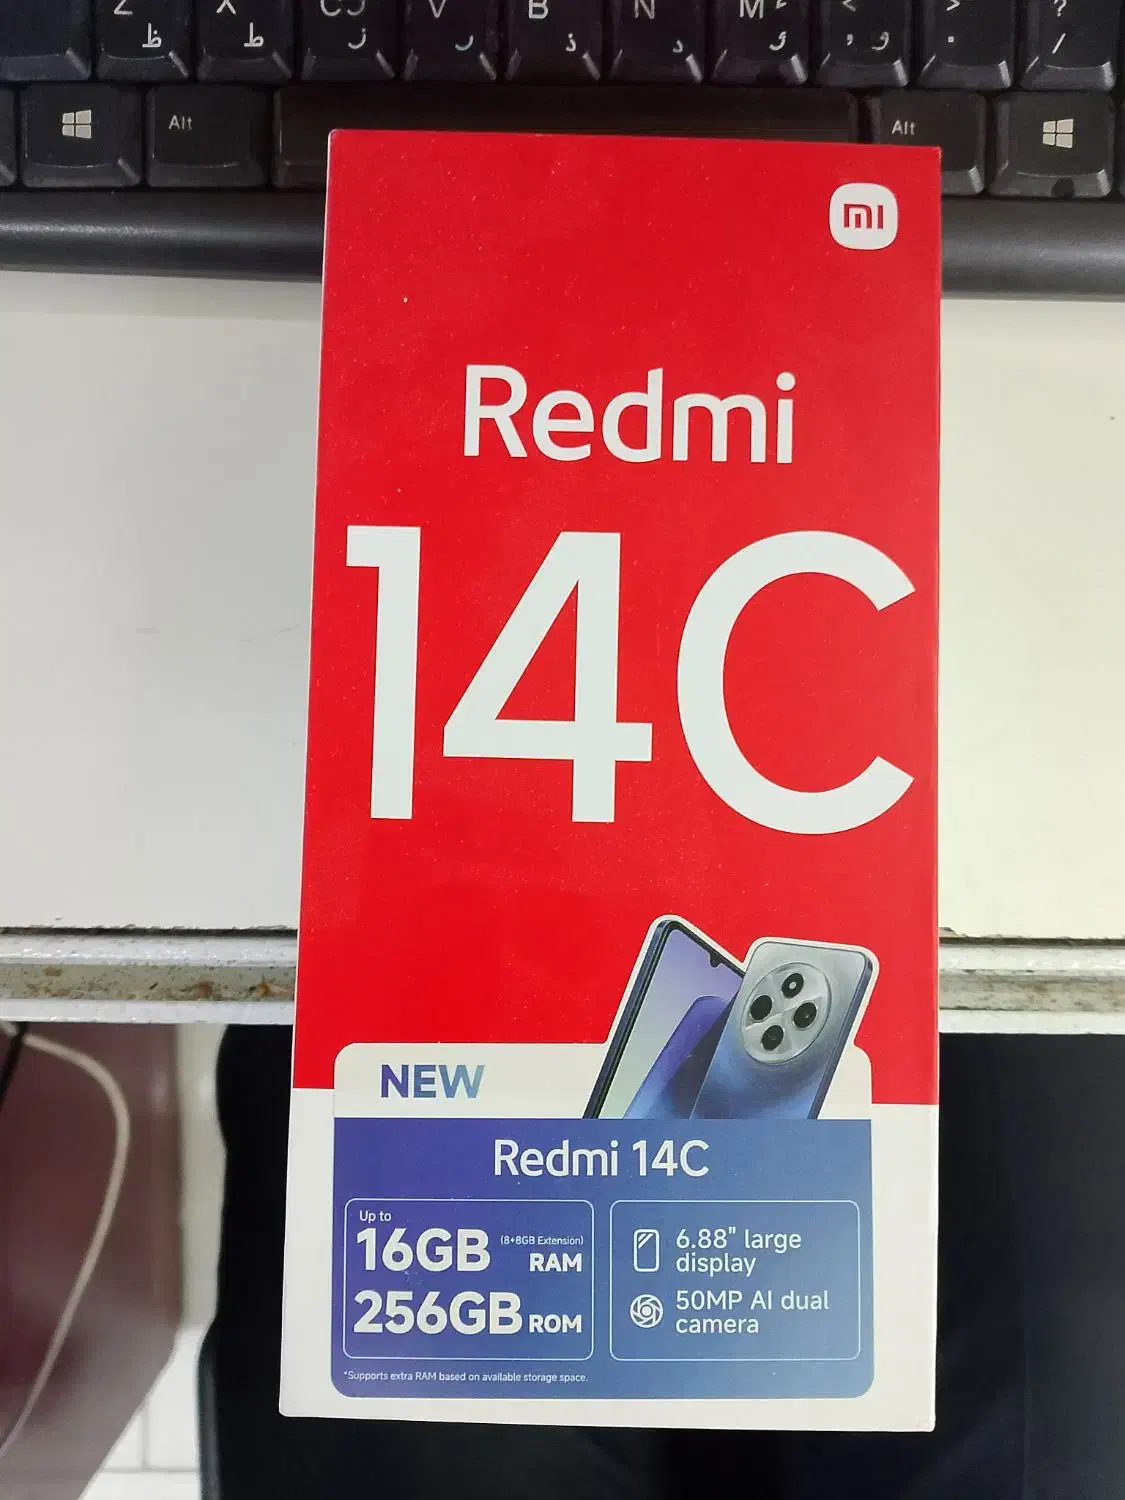 Z X C V B N M < > ?
ظ ط ز ر ذ د و , .  /
Alt Alt
mi
Redmi
14C
NEW
Redmi 14C
Up to
16GB (8+8GB Extension) RAM
256GB ROM
6.88" large
display
50MP AI dual
camera
*Supports extra RAM based on available storage space.